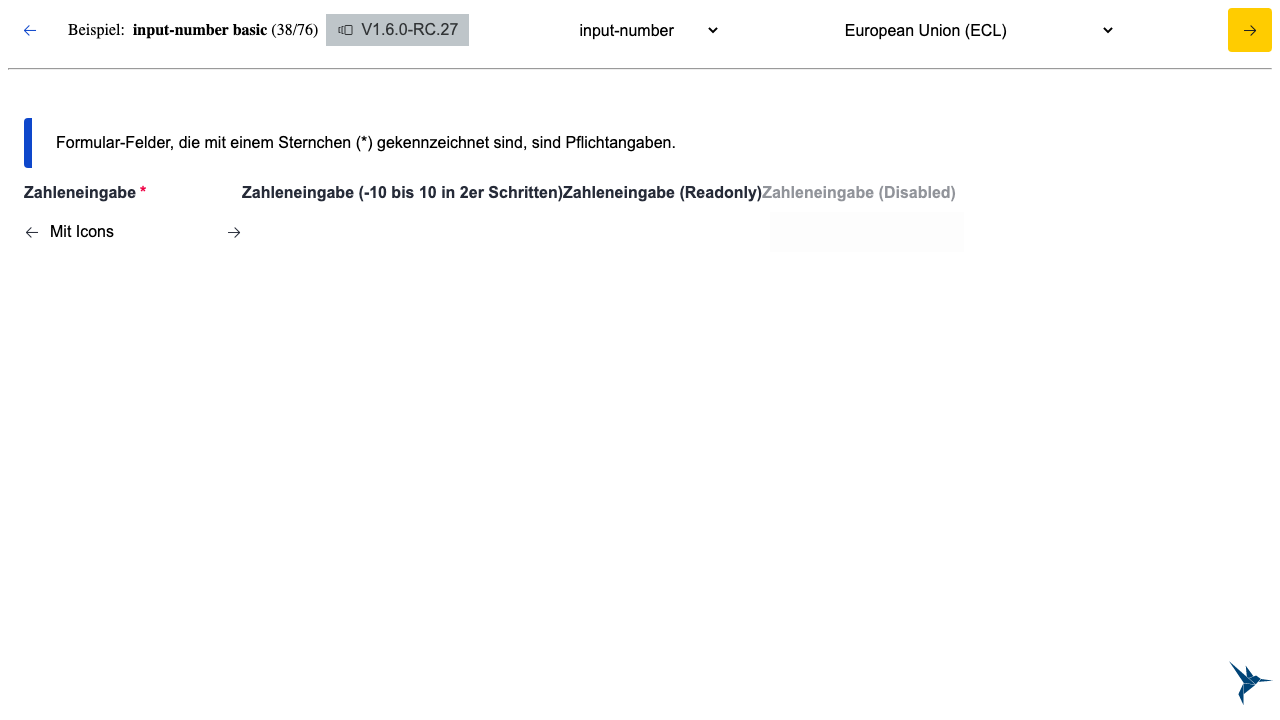 Beispiel: input-number basic (38/76) V1.6.0-RC.27 input-number European Union (ECL)
Formular-Felder, die mit einem Sternchen (*) gekennzeichnet sind, sind Pflichtangaben.
Zahleneingabe * Zahleneingabe (-10 bis 10 in 2er Schritten) Zahleneingabe (Readonly) Zahleneingabe (Disabled)
Mit Icons